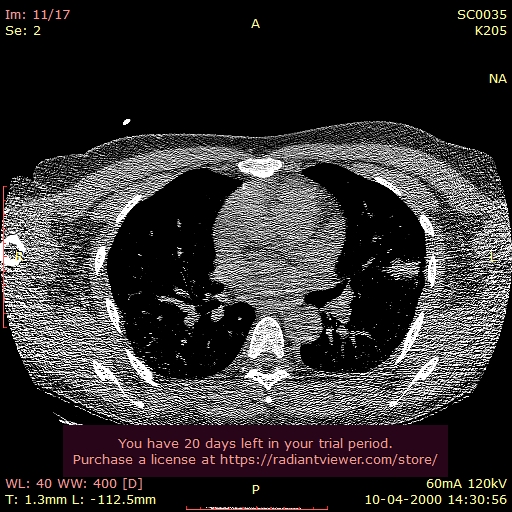 Im: 11/17
Se: 2
A
SC0035
K205
NA
You have 20 days left in your trial period.
Purchase a license at https://radiantviewer.com/store/
WL: 40 WW: 400 [D]
T: 1.3mm L: -112.5mm
P
60mA 120kV
10-04-2000 14:30:56